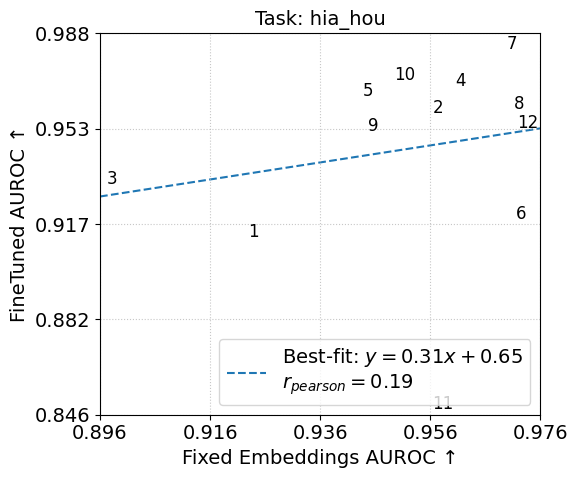 Task: hia_hou
0.988
7
10
4
5
2
8
12
9
0.953
3
6
0.917
1
0.882
Best-fit: y = 0.31x + 0.65
r_pearson = 0.19
11
0.846
0.896 0.916 0.936 0.956 0.976
Fixed Embeddings AUROC ↑
FineTuned AUROC ↑